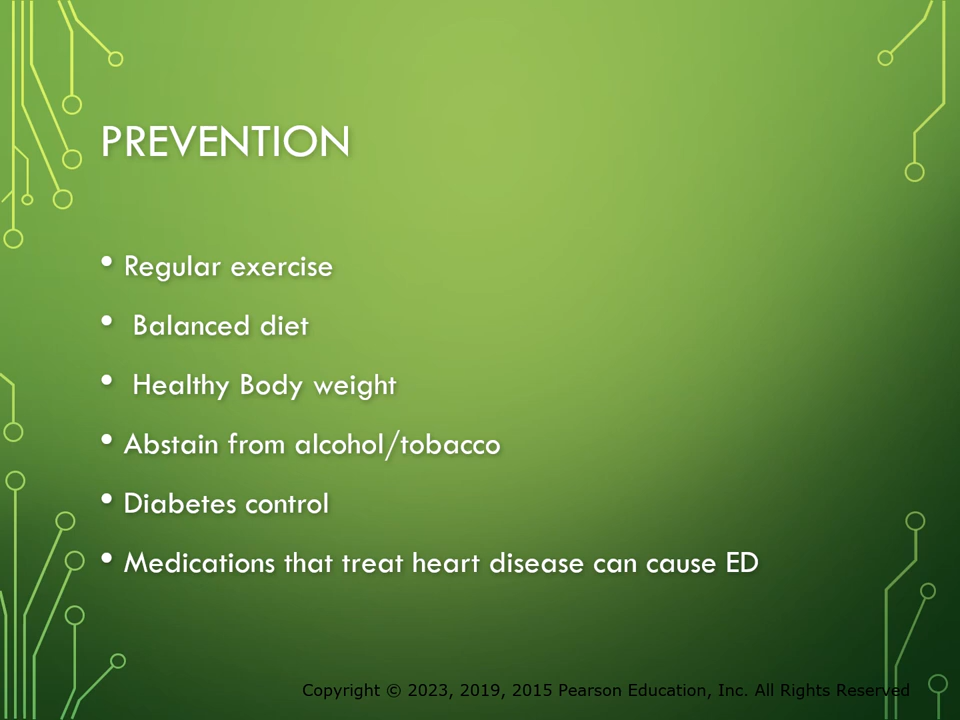 PREVENTION
• Regular exercise
• Balanced diet
• Healthy Body weight
• Abstain from alcohol/tobacco
• Diabetes control
• Medications that treat heart disease can cause ED
Copyright © 2023, 2019, 2015 Pearson Education, Inc. All Rights Reserved